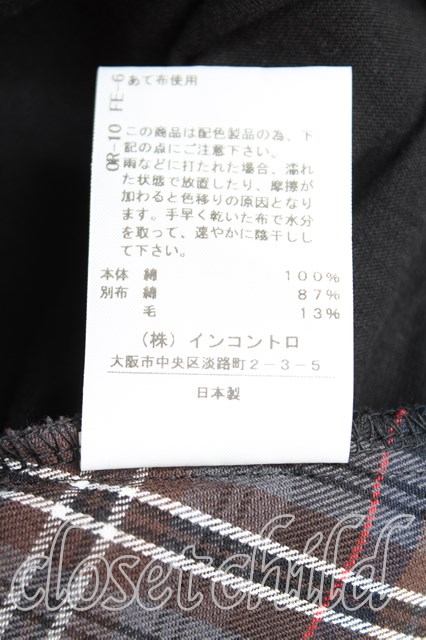 OR-10 FE-6
あて布使用
この商品は配色製品の為、下
記の点にご注意下さい。
雨などに打たれた場合、濡れ
た状態で放置したり、摩擦が
加わると色移りの原因となり
ます。手早く乾いた布で水分
を取って、速やかに陰干しし
て下さい。
本体 綿 100%
別布 綿 87%
毛 13%
(株)インコントロ
大阪市中央区淡路町2-3-5
日本製
closet child